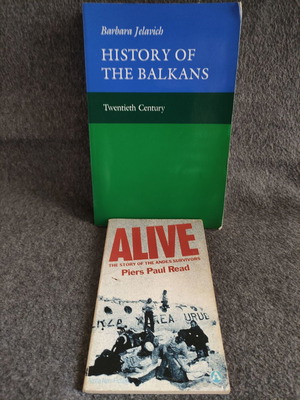 Barbara Jelavich
HISTORY OF
THE BALKANS
Twentieth Century
ALIVE
THE STORY OF THE ANDES SURVIVORS
Piers Paul Read